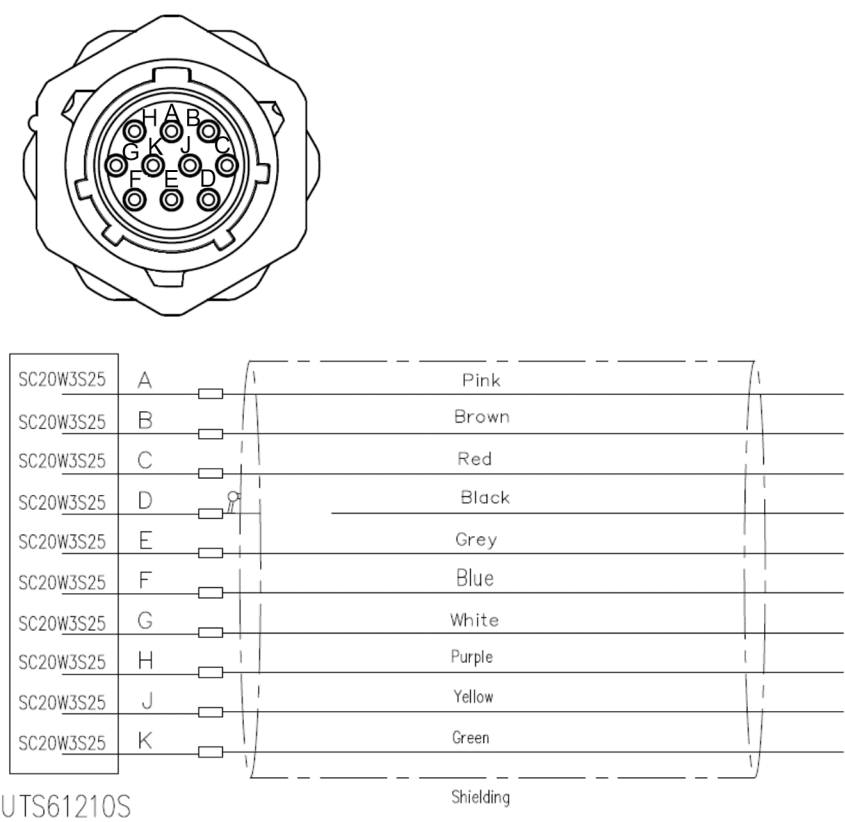 H A B
G K J C
F E D
SC20W3S25 A Pink
SC20W3S25 B Brown
SC20W3S25 C Red
SC20W3S25 D Black
SC20W3S25 E Grey
SC20W3S25 F Blue
SC20W3S25 G White
SC20W3S25 H Purple
SC20W3S25 J Yellow
SC20W3S25 K Green
Shielding
UTS61210S